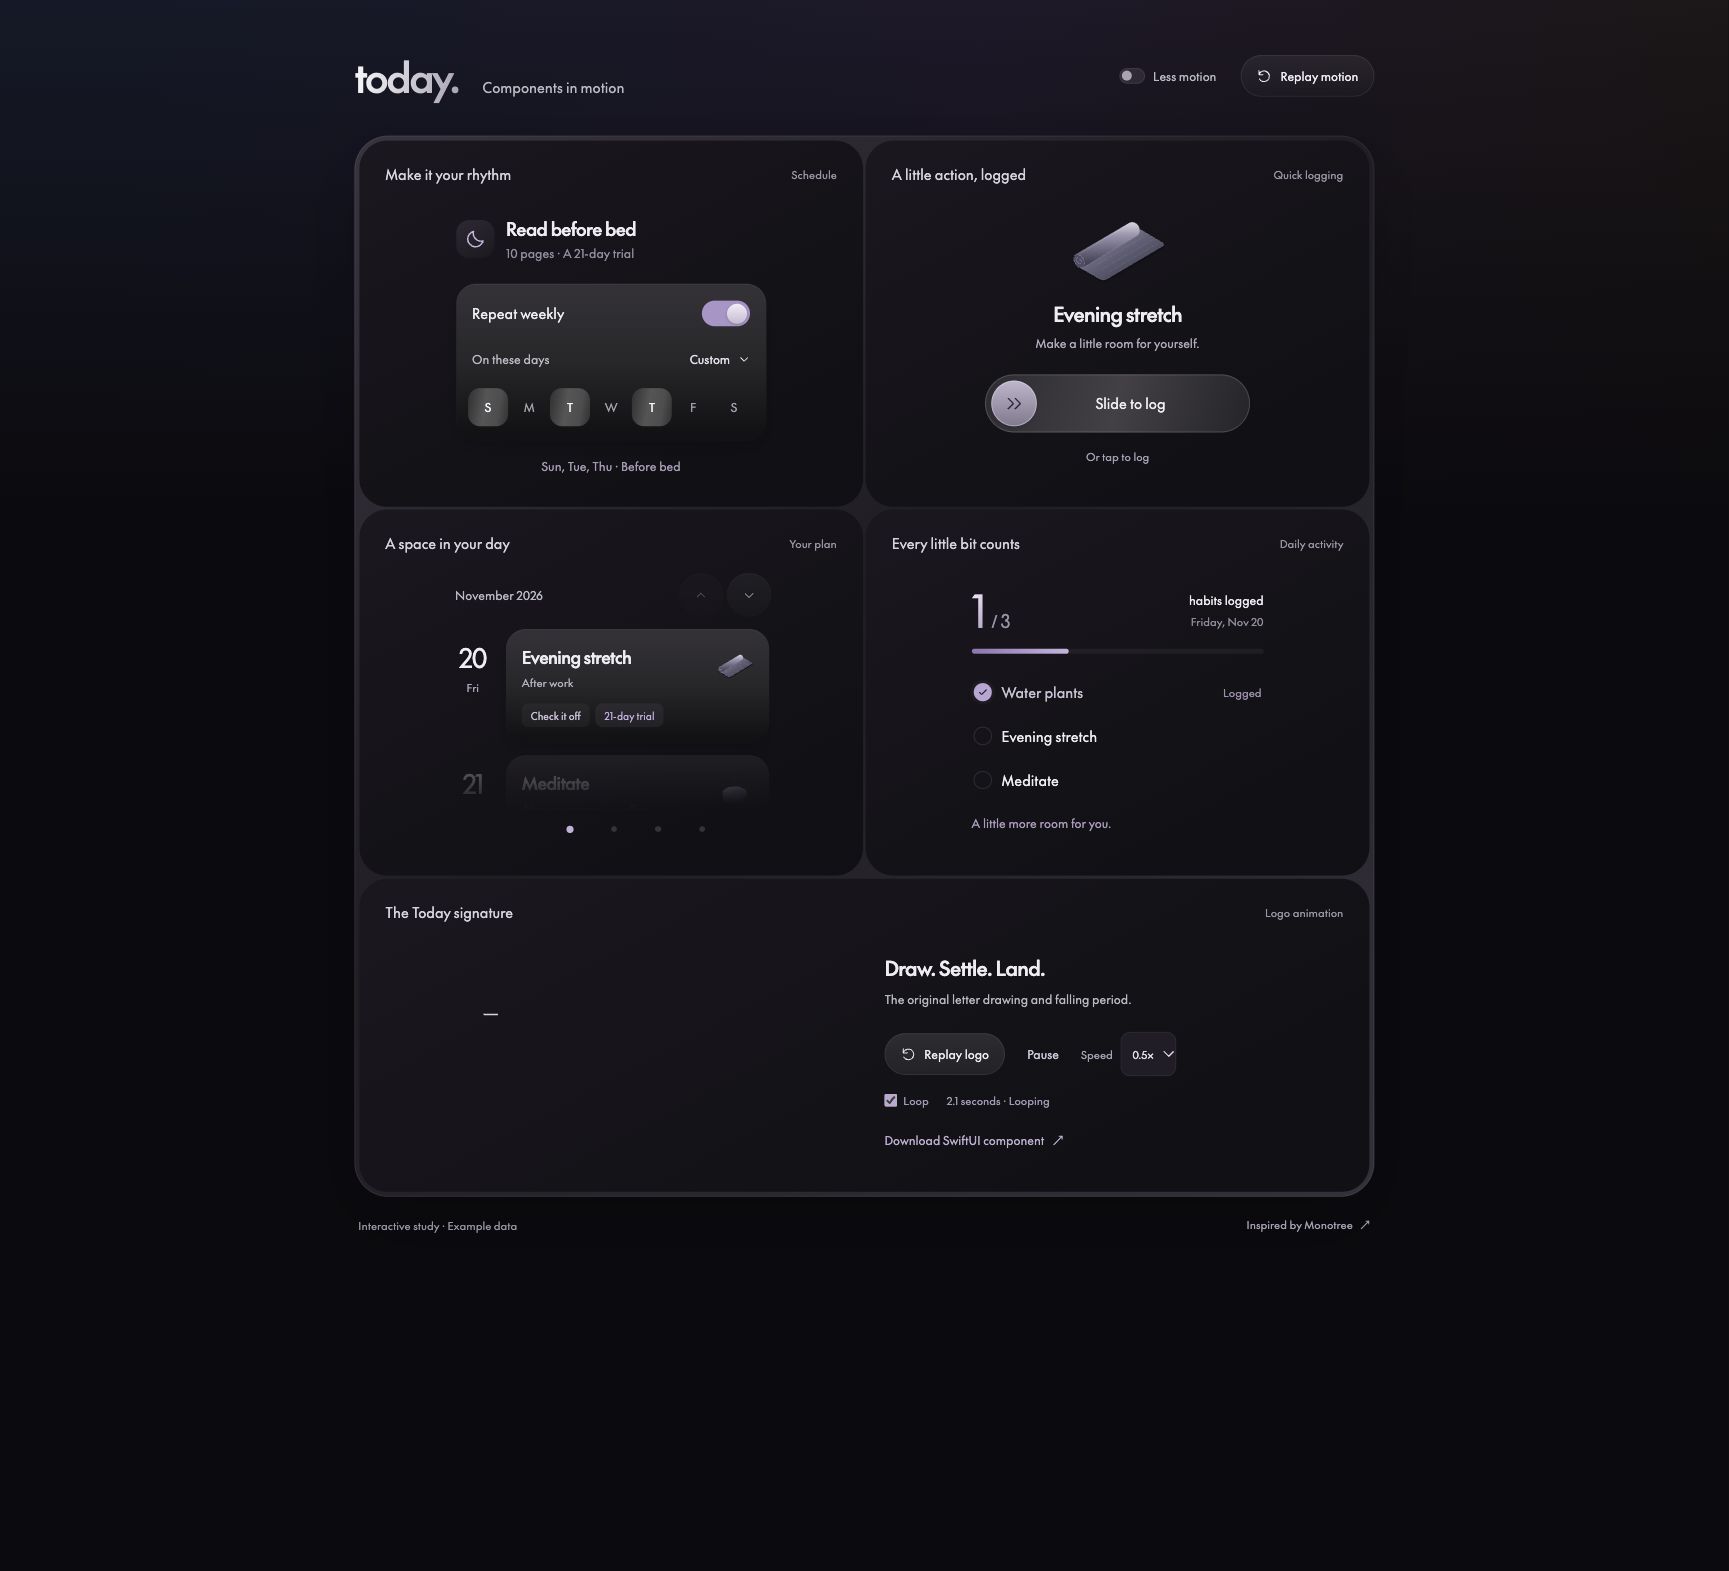 today.
Components in motion
Less motion
Replay motion
Make it your rhythm
Schedule
Read before bed
10 pages · A 21-day trial
Repeat weekly
On these days
Custom
S M T W T F S
Sun, Tue, Thu · Before bed
A little action, logged
Quick logging
Evening stretch
Make a little room for yourself.
Slide to log
Or tap to log
A space in your day
Your plan
November 2026
20
Fri
Evening stretch
After work
Check it off
21-day trial
21
Meditate
Every little bit counts
Daily activity
1 / 3
habits logged
Friday, Nov 20
Water plants
Logged
Evening stretch
Meditate
A little more room for you.
The Today signature
Logo animation
Draw. Settle. Land.
The original letter drawing and falling period.
Replay logo
Pause
Speed
0.5×
Loop
2.1 seconds · Looping
Download SwiftUI component
Interactive study · Example data
Inspired by Monotree